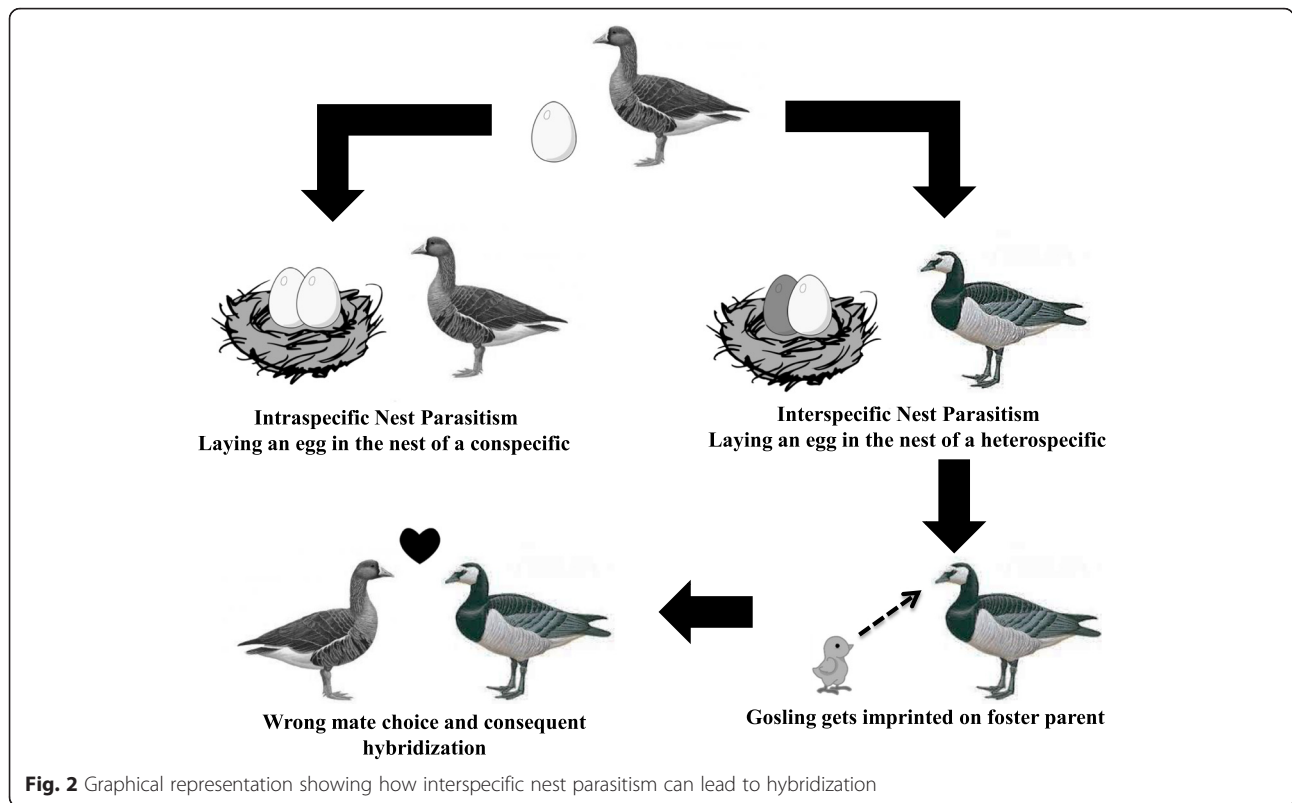 Intraspecific Nest Parasitism
Laying an egg in the nest of a conspecific
Interspecific Nest Parasitism
Laying an egg in the nest of a heterospecific
Gosling gets imprinted on foster parent
Wrong mate choice and consequent
hybridization
Fig. 2 Graphical representation showing how interspecific nest parasitism can lead to hybridization